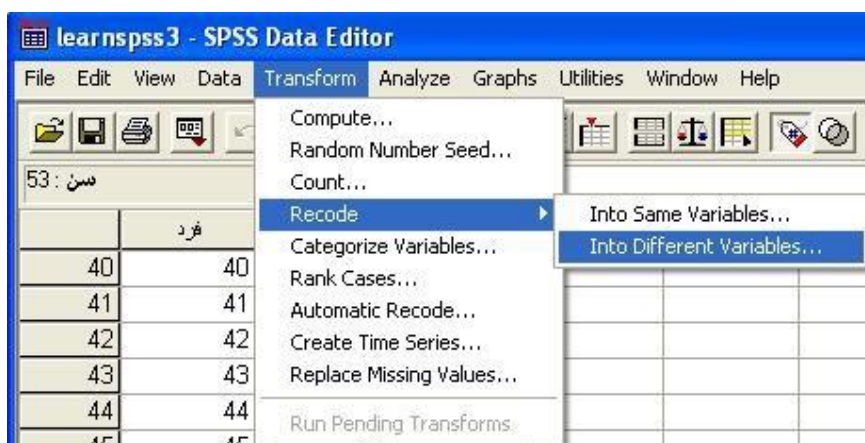 learnspss3 - SPSS Data Editor
File Edit View Data Transform Analyze Graphs Utilities Window Help
Compute...
Random Number Seed...
Count...
53 : سن
Recode
Into Same Variables...
فرد
Into Different Variables...
Categorize Variables...
40 40
Rank Cases...
41 41
Automatic Recode...
42 42
Create Time Series...
43 43
Replace Missing Values...
44 44
Run Pending Transforms
45 45